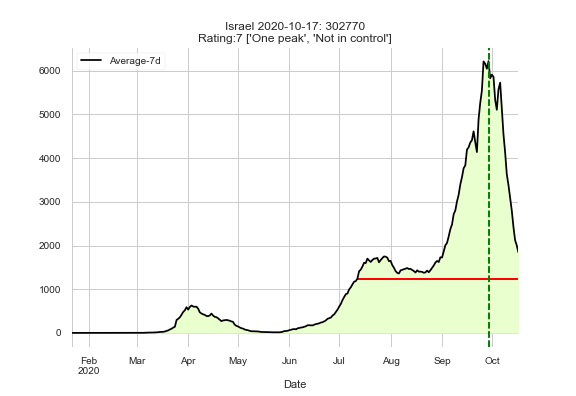 Israel 2020-10-17: 302770
Rating:7 ['One peak', 'Not in control']
Average-7d
6000
5000
4000
3000
2000
1000
0
Feb Mar Apr May Jun Jul Aug Sep Oct
2020
Date